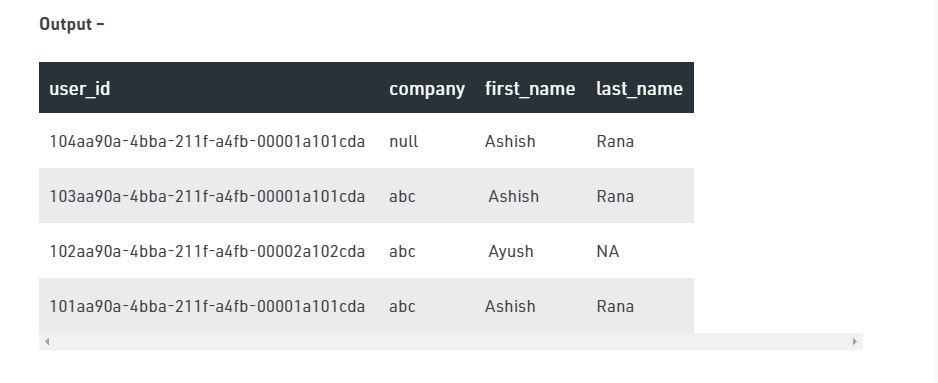 Output –
user_id company first_name last_name
104aa90a-4bba-211f-a4fb-00001a101cda null Ashish Rana
103aa90a-4bba-211f-a4fb-00001a101cda abc Ashish Rana
102aa90a-4bba-211f-a4fb-00002a102cda abc Ayush NA
101aa90a-4bba-211f-a4fb-00001a101cda abc Ashish Rana